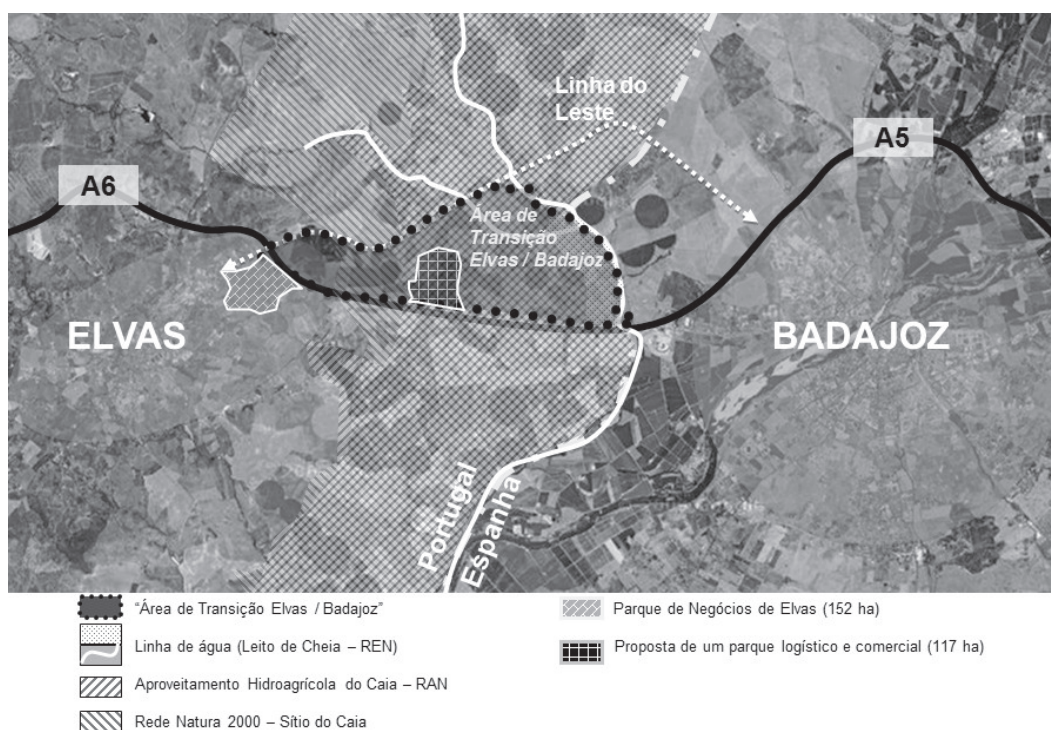 Linha do
Leste
A5
A6
Área de
Transição
Elvas / Badajoz
ELVAS
BADAJOZ
Portugal
Espanha
“Área de Transição Elvas / Badajoz”
Linha de água (Leito de Cheia – REN)
Aproveitamento Hidroagrícola do Caia – RAN
Rede Natura 2000 – Sítio do Caia
Parque de Negócios de Elvas (152 ha)
Proposta de um parque logístico e comercial (117 ha)